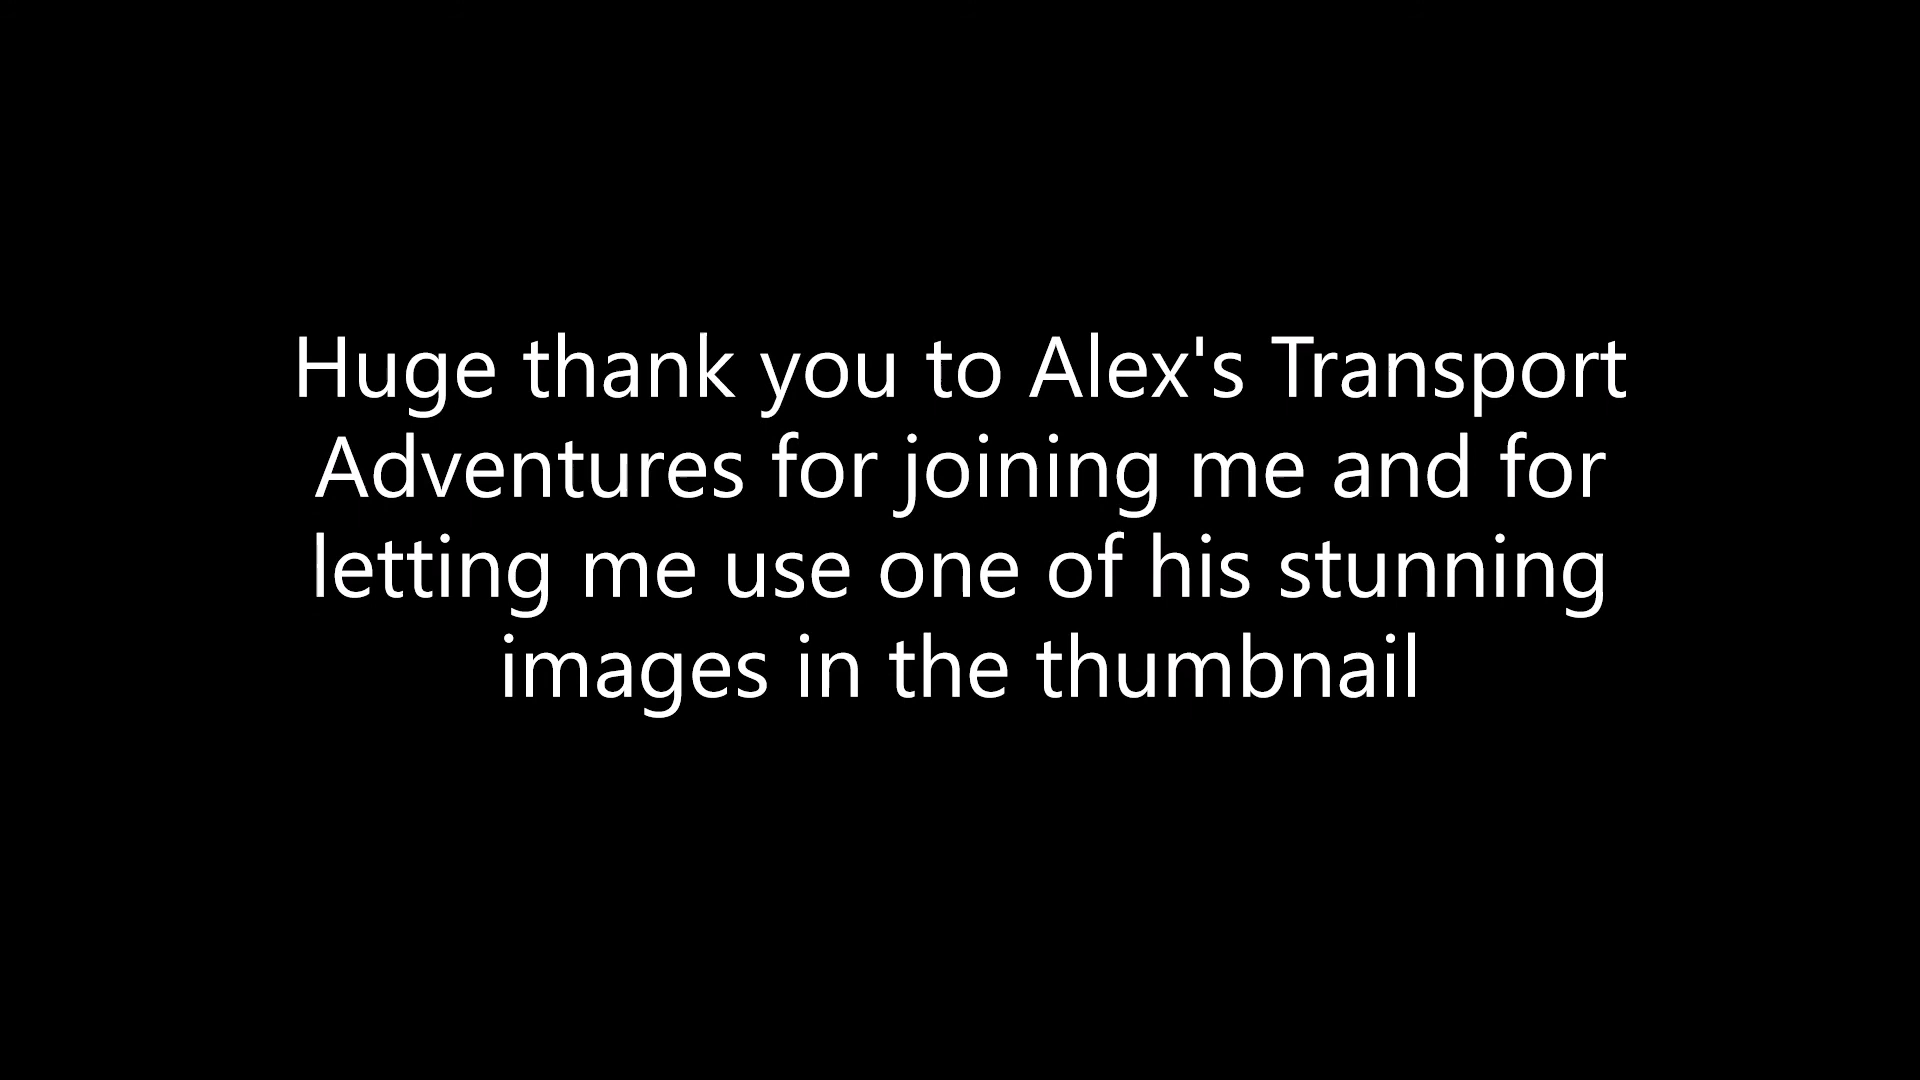 Huge thank you to Alex's Transport
Adventures for joining me and for
letting me use one of his stunning
images in the thumbnail